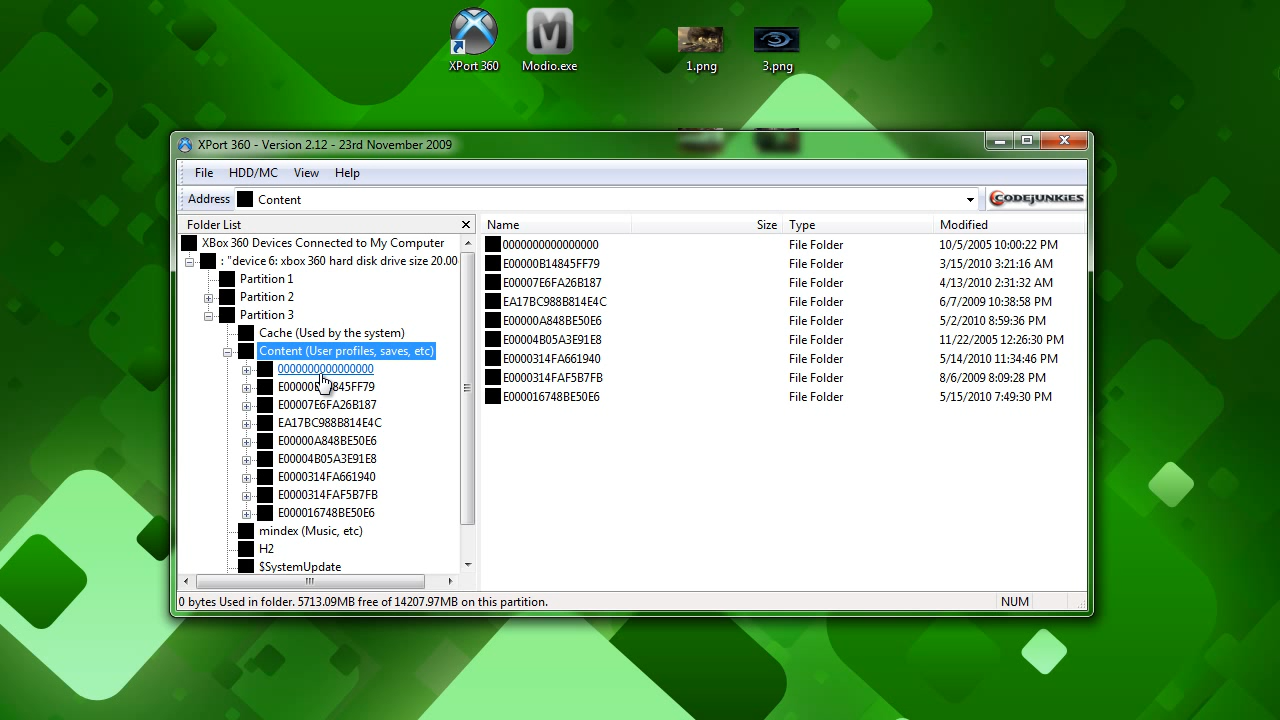 XPort 360 Modio.exe 1.png 3.png
XPort 360 - Version 2.12 - 23rd November 2009
File HDD/MC View Help
Address Content CODEJUNKIES
Folder List
XBox 360 Devices Connected to My Computer
: "device 6: xbox 360 hard disk drive size 20.00
Partition 1
Partition 2
Partition 3
Cache (Used by the system)
Content (User profiles, saves, etc)
0000000000000000
845FF79
E00007E6FA26B187
EA17BC988B814E4C
E00000A848BE50E6
E00004B05A3E91E8
E0000314FA661940
E0000314FAF5B7FB
E000016748BE50E6
mindex (Music, etc)
H2
$SystemUpdate
Name Size Type Modified
0000000000000000 File Folder 10/5/2005 10:00:22 PM
E00000B14845FF79 File Folder 3/15/2010 3:21:16 AM
E00007E6FA26B187 File Folder 4/13/2010 2:31:32 AM
EA17BC988B814E4C File Folder 6/7/2009 10:38:58 PM
E00000A848BE50E6 File Folder 5/2/2010 8:59:36 PM
E00004B05A3E91E8 File Folder 11/22/2005 12:26:30 PM
E0000314FA661940 File Folder 5/14/2010 11:34:46 PM
E0000314FAF5B7FB File Folder 8/6/2009 8:09:28 PM
E000016748BE50E6 File Folder 5/15/2010 7:49:30 PM
0 bytes Used in folder. 5713.09MB free of 14207.97MB on this partition. NUM